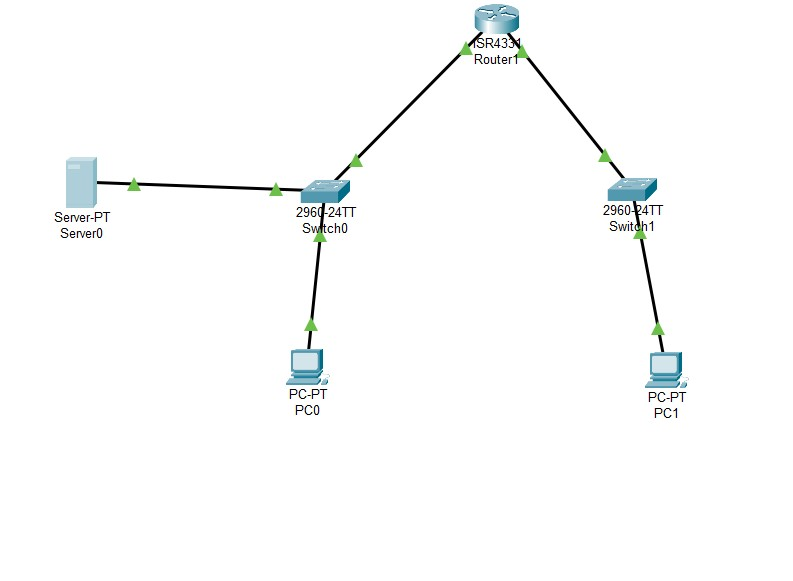 ISR4331
Router1
Server-PT
Server0
2960-24TT
Switch0
2960-24TT
Switch1
PC-PT
PC0
PC-PT
PC1